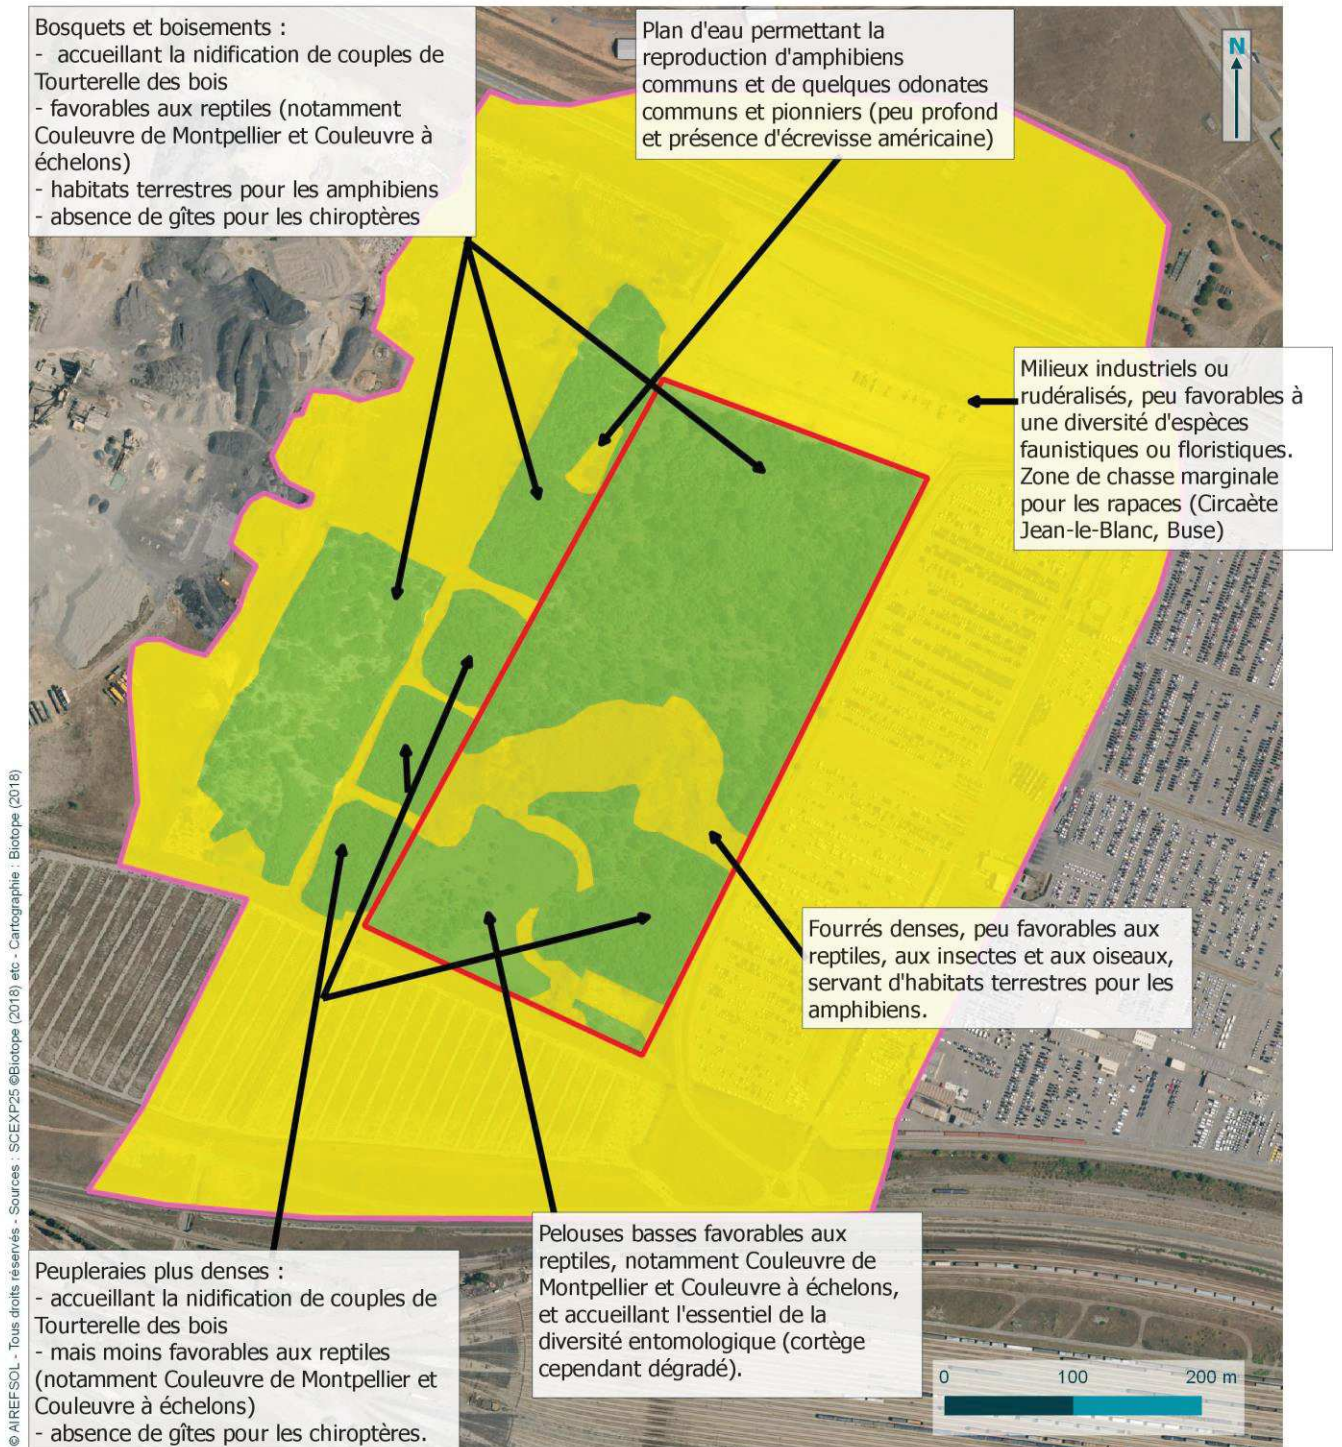 Bosquets et boisements :
- accueillant la nidification de couples de
Tourterelle des bois
- favorables aux reptiles (notamment
Couleuvre de Montpellier et Couleuvre à
échelons)
- habitats terrestres pour les amphibiens
- absence de gîtes pour les chiroptères
Plan d'eau permettant la
reproduction d'amphibiens
communs et de quelques odonates
communs et pionniers (peu profond
et présence d'écrevisse américaine)
N
Milieux industriels ou
rudéralisés, peu favorables à
une diversité d'espèces
faunistiques ou floristiques.
Zone de chasse marginale
pour les rapaces (Circaète
Jean-le-Blanc, Buse)
Fourrés denses, peu favorables aux
reptiles, aux insectes et aux oiseaux,
servant d'habitats terrestres pour les
amphibiens.
Pelouses basses favorables aux
reptiles, notamment Couleuvre de
Montpellier et Couleuvre à échelons,
et accueillant l'essentiel de la
diversité entomologique (cortège
cependant dégradé).
Peupleraies plus denses :
- accueillant la nidification de couples de
Tourterelle des bois
- mais moins favorables aux reptiles
(notamment Couleuvre de Montpellier et
Couleuvre à échelons)
- absence de gîtes pour les chiroptères.
0 100 200 m
© AIREFSOL - Tous droits réservés - Sources : SCEXP25 ©Biotope (2018) etc - Cartographie : Biotope (2018)